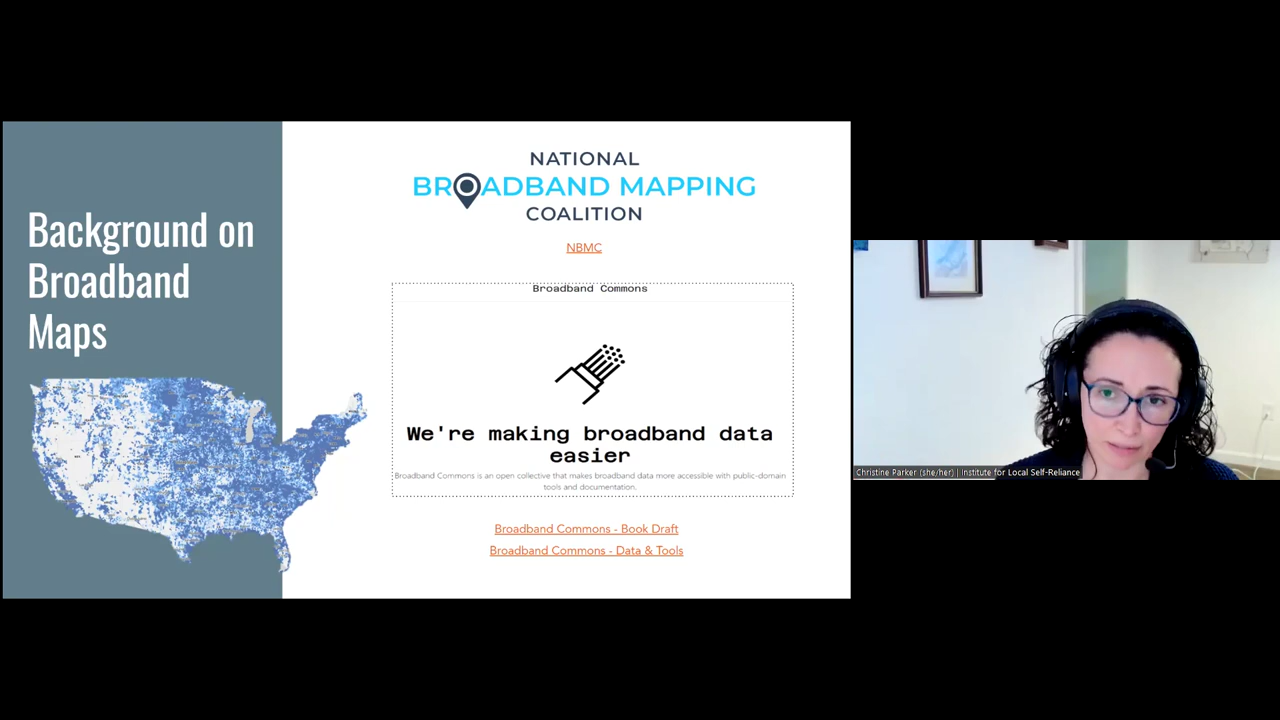 Background on
Broadband
Maps
NATIONAL
BROADBAND MAPPING
COALITION
NBMC
Broadband Commons
We're making broadband data
easier
Broadband Commons is an open collective that makes broadband data more accessible with public-domain
tools and documentation.
Broadband Commons - Book Draft
Broadband Commons - Data & Tools
Christine Parker (she/her) | Institute for Local Self-Reliance